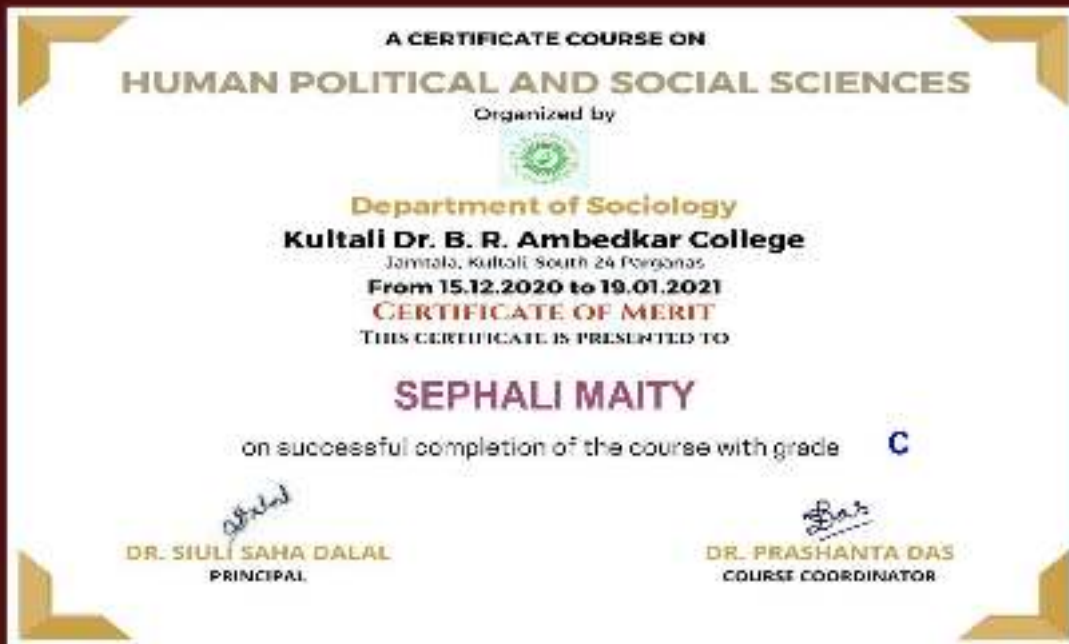 A CERTIFICATE COURSE ON
HUMAN POLITICAL AND SOCIAL SCIENCES
Organized by
Department of Sociology
Kultali Dr. B. R. Ambedkar College
Jamtala, Kultali, South 24 Parganas
From 15.12.2020 to 19.01.2021
CERTIFICATE OF MERIT
THIS CERTIFICATE IS PRESENTED TO
SEPHALI MAITY
on successful completion of the course with grade C
Das
DR. SIULI SAHA DALAL DR. PRASHANTA DAS
PRINCIPAL COURSE COORDINATOR